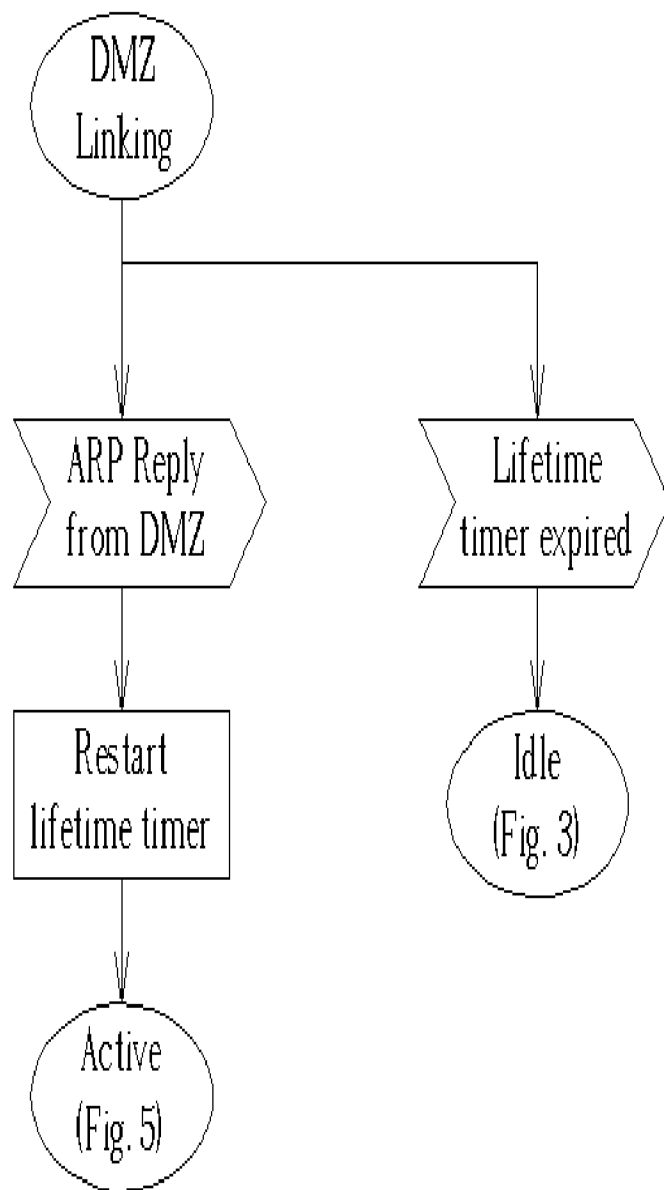 DMZ
Linking
ARP Reply
from DMZ
Lifetime
timer expired
Restart
lifetime timer
Idle
(Fig. 3)
Active
(Fig. 5)